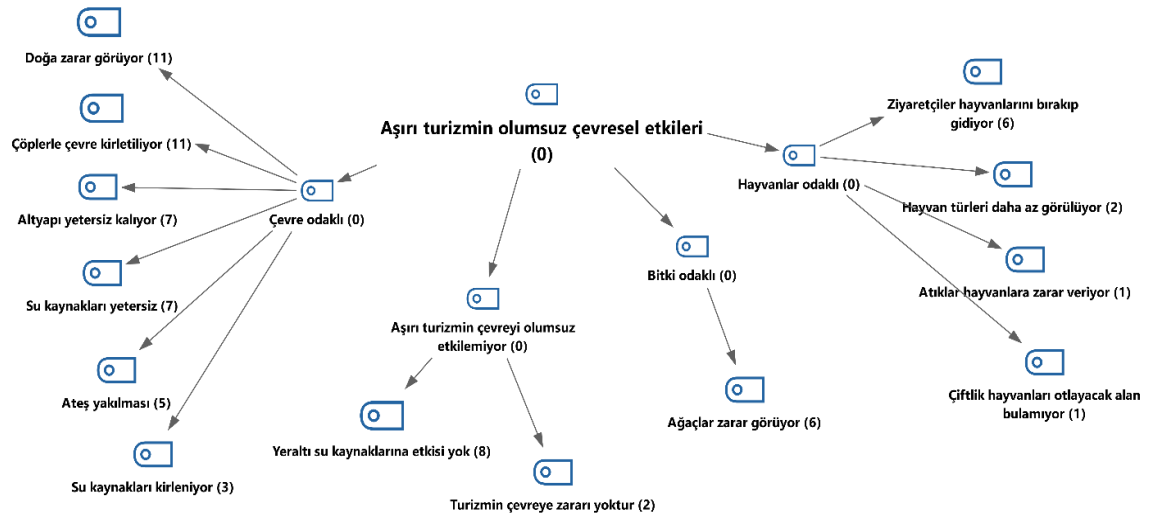 Doğa zarar görüyor (11)
Çöplerle çevre kirletiliyor (11)
Altyapı yetersiz kalıyor (7)
Su kaynakları yetersiz (7)
Ateş yakılması (5)
Su kaynakları kirleniyor (3)
Çevre odaklı (0)
Aşırı turizmin olumsuz çevresel etkileri
(0)
Aşırı turizmin çevreyi olumsuz
etkilemiyor (0)
Yeraltı su kaynaklarına etkisi yok (8)
Turizmin çevreye zararı yoktur (2)
Bitki odaklı (0)
Ağaçlar zarar görüyor (6)
Hayvanlar odaklı (0)
Ziyaretçiler hayvanlarını bırakıp
gidiyor (6)
Hayvan türleri daha az görülüyor (2)
Atıklar hayvanlara zarar veriyor (1)
Çiftlik hayvanları otlayacak alan
bulamıyor (1)